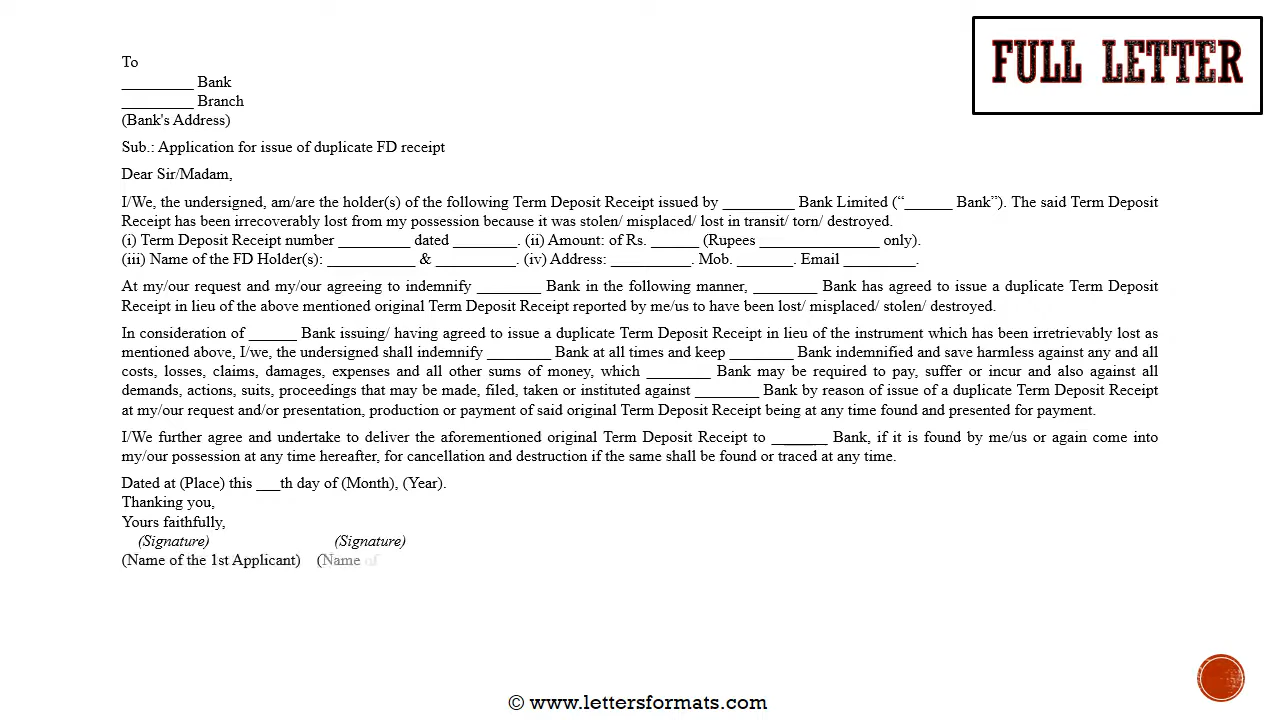 FULL LETTER
To
_________ Bank
_________ Branch
(Bank's Address)
Sub.: Application for issue of duplicate FD receipt
Dear Sir/Madam,
I/We, the undersigned, am/are the holder(s) of the following Term Deposit Receipt issued by _________ Bank Limited (“______ Bank”). The said Term Deposit
Receipt has been irrecoverably lost from my possession because it was stolen/ misplaced/ lost in transit/ torn/ destroyed.
(i) Term Deposit Receipt number _________ dated ________. (ii) Amount: of Rs. ______ (Rupees _______________ only).
(iii) Name of the FD Holder(s): ___________ & __________. (iv) Address: __________. Mob. _______. Email _________.
At my/our request and my/our agreeing to indemnify ________ Bank in the following manner, ________ Bank has agreed to issue a duplicate Term Deposit
Receipt in lieu of the above mentioned original Term Deposit Receipt reported by me/us to have been lost/ misplaced/ stolen/ destroyed.
In consideration of ______ Bank issuing/ having agreed to issue a duplicate Term Deposit Receipt in lieu of the instrument which has been irretrievably lost as
mentioned above, I/we, the undersigned shall indemnify ________ Bank at all times and keep ________ Bank indemnified and save harmless against any and all
costs, losses, claims, damages, expenses and all other sums of money, which ________ Bank may be required to pay, suffer or incur and also against all
demands, actions, suits, proceedings that may be made, filed, taken or instituted against ________ Bank by reason of issue of a duplicate Term Deposit Receipt
at my/our request and/or presentation, production or payment of said original Term Deposit Receipt being at any time found and presented for payment.
I/We further agree and undertake to deliver the aforementioned original Term Deposit Receipt to _______ Bank, if it is found by me/us or again come into
my/our possession at any time hereafter, for cancellation and destruction if the same shall be found or traced at any time.
Dated at (Place) this ___th day of (Month), (Year).
Thanking you,
Yours faithfully,
(Signature) (Signature)
(Name of the 1st Applicant) (Name of
© www.lettersformats.com